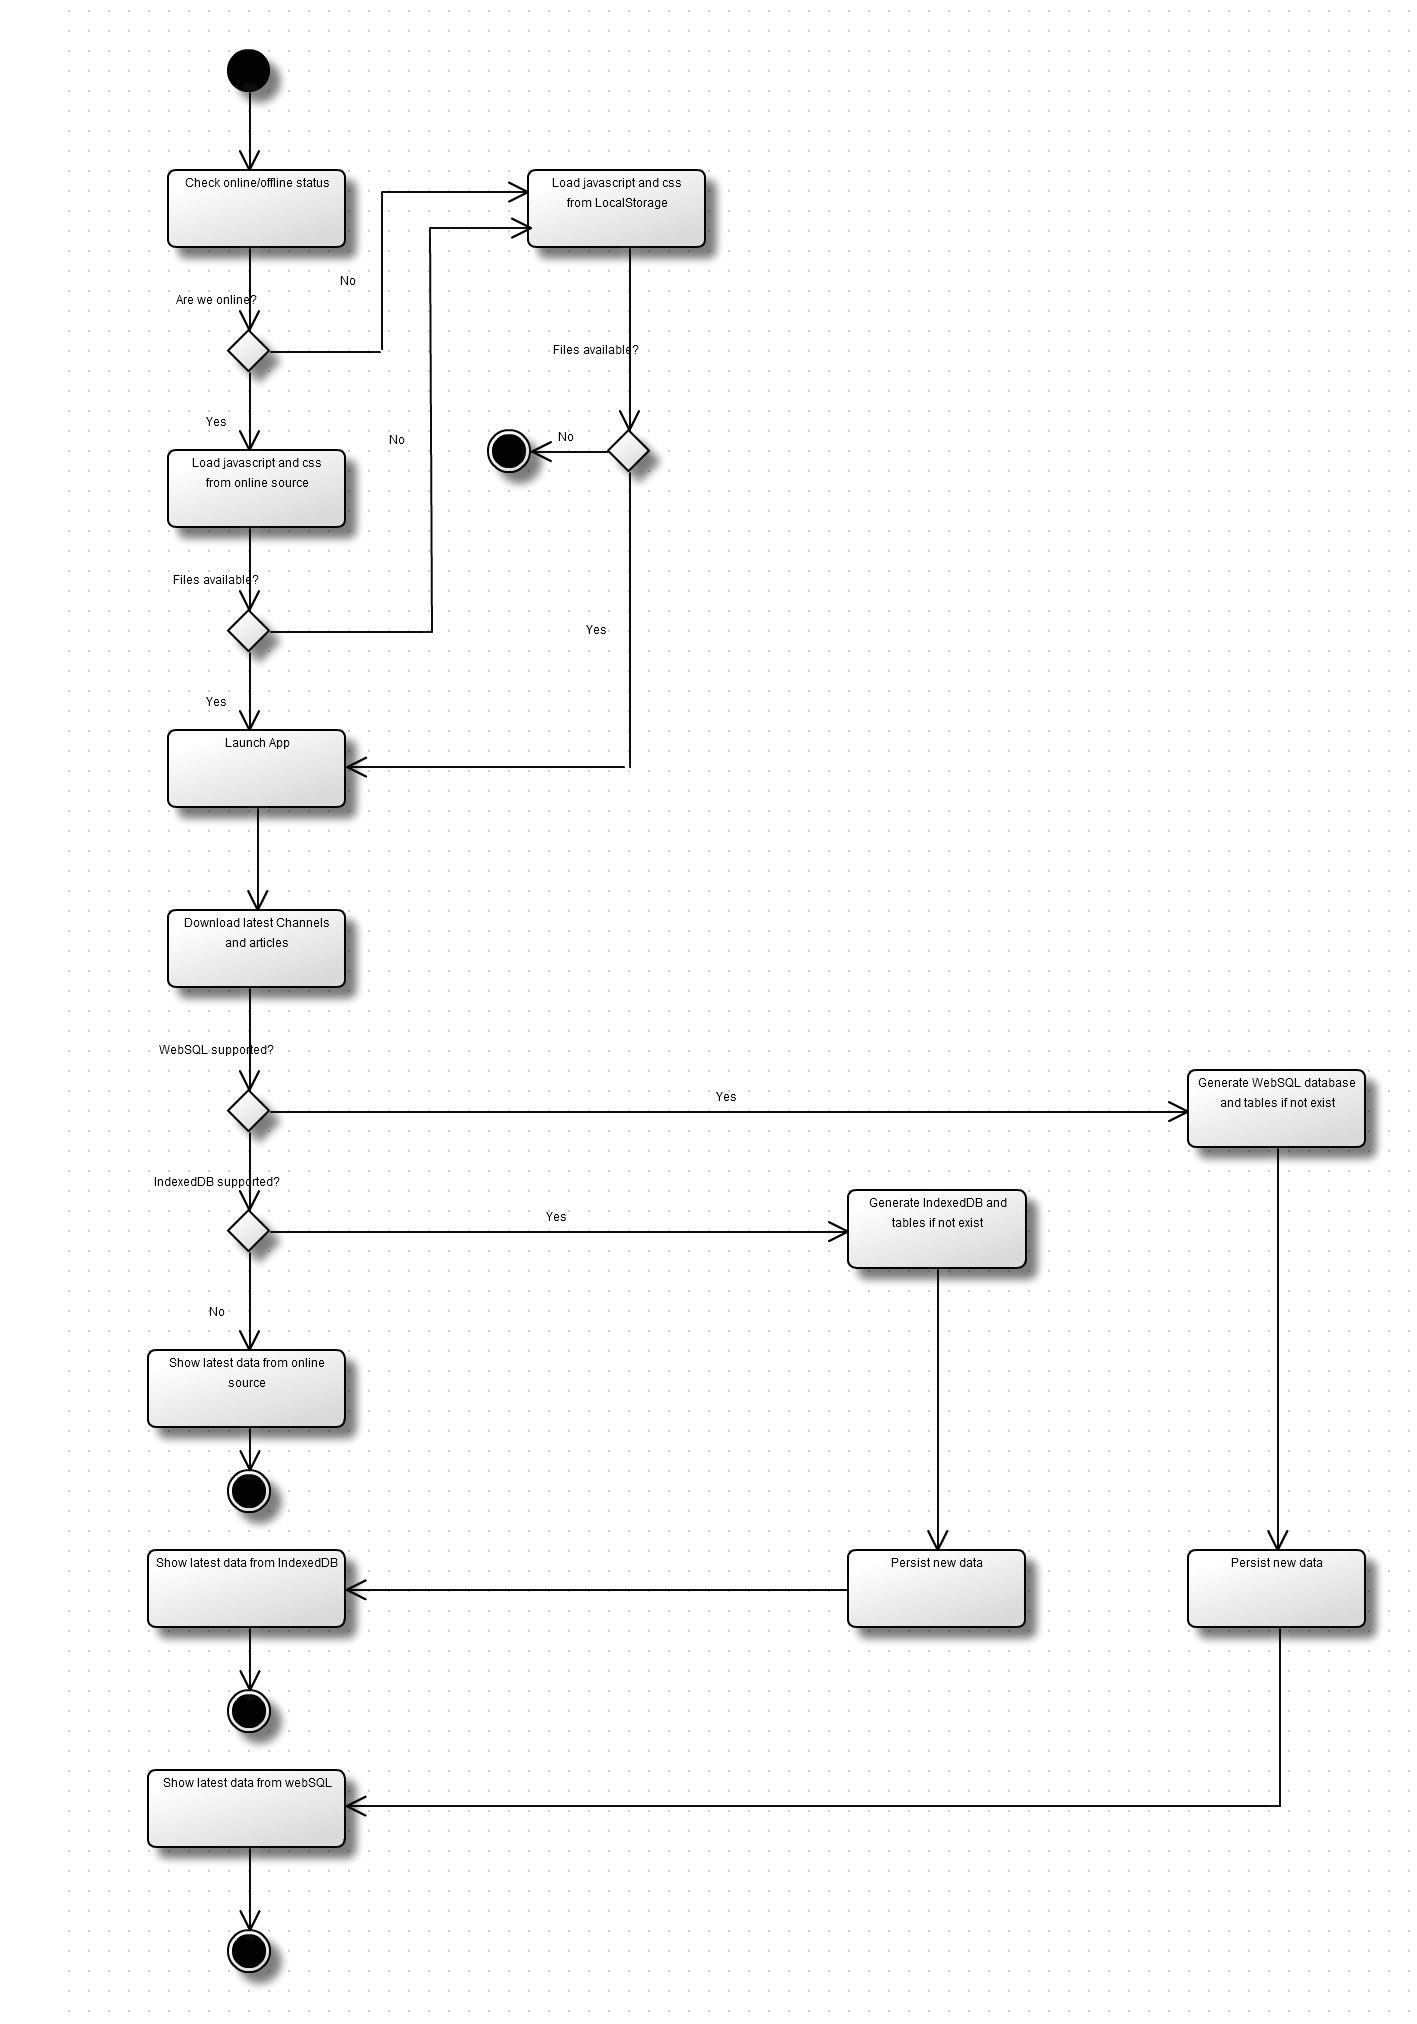 Check online/offline status
Load javascript and css
from LocalStorage
No
Are we online?
Files available?
Yes
No
No
Load javascript and css
from online source
Files available?
Yes
Yes
Launch App
Download latest Channels
and articles
WebSQL supported?
Yes
Generate WebSQL database
and tables if not exist
IndexedDB supported?
Yes
Generate IndexedDB and
tables if not exist
No
Show latest data from online
source
Show latest data from IndexedDB
Persist new data
Persist new data
Show latest data from webSQL